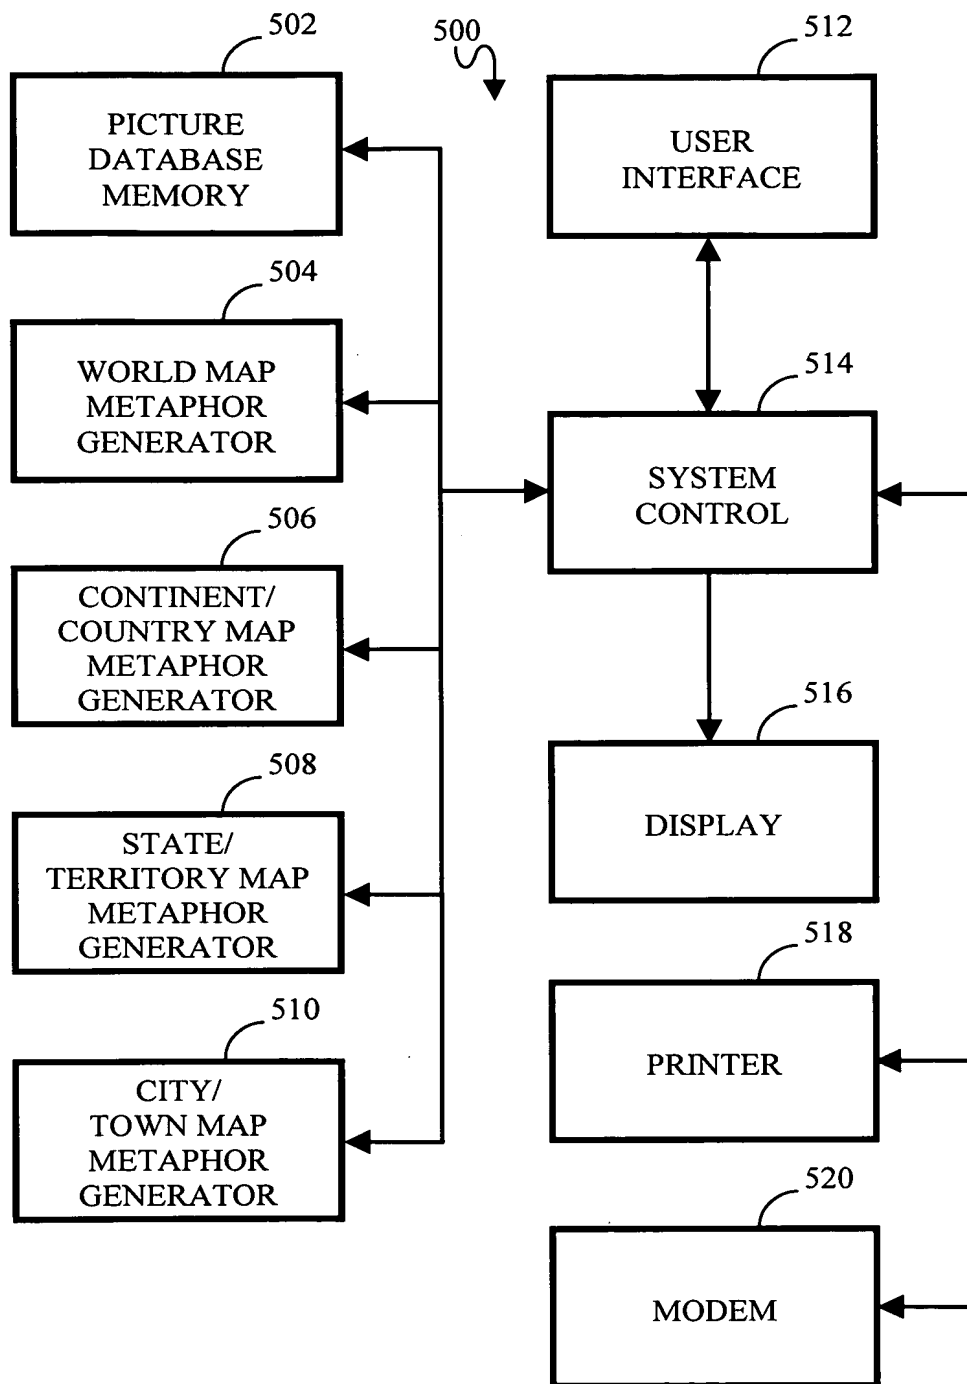 500
502
PICTURE
DATABASE
MEMORY
504
WORLD MAP
METAPHOR
GENERATOR
506
CONTINENT/
COUNTRY MAP
METAPHOR
GENERATOR
508
STATE/
TERRITORY MAP
METAPHOR
GENERATOR
510
CITY/
TOWN MAP
METAPHOR
GENERATOR
512
USER
INTERFACE
514
SYSTEM
CONTROL
516
DISPLAY
518
PRINTER
520
MODEM